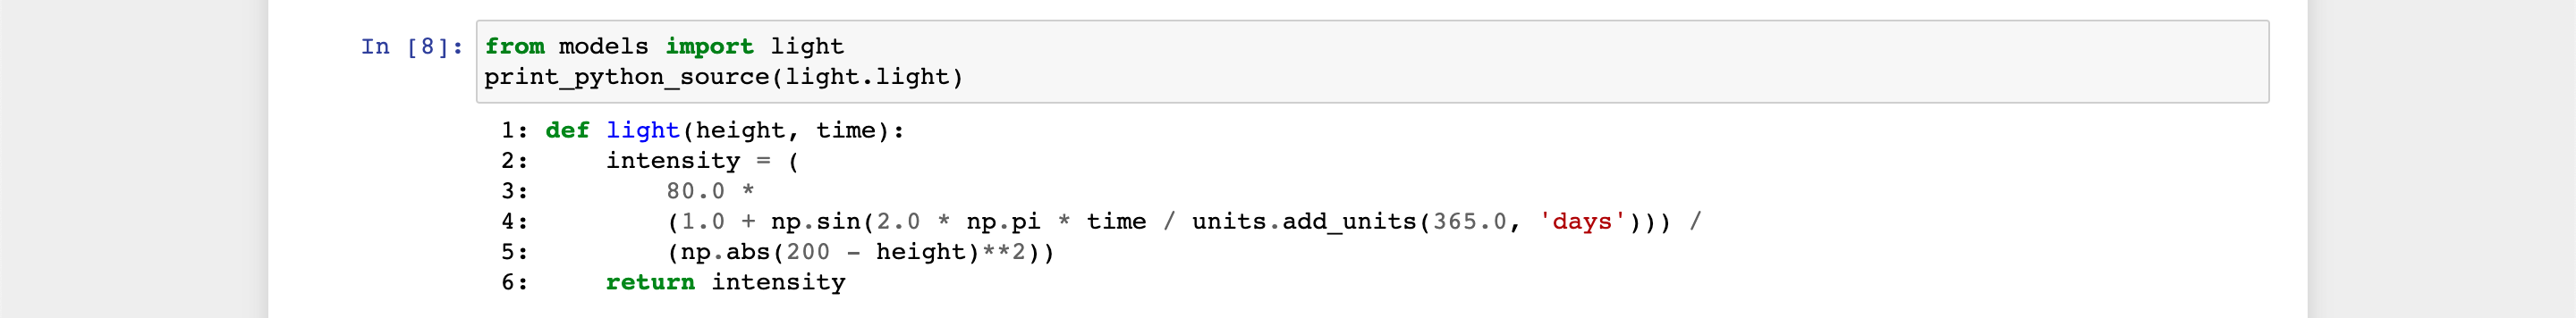 In [8]: from models import light
print_python_source(light.light)
1: def light(height, time):
2:     intensity = (
3:         80.0 *
4:         (1.0 + np.sin(2.0 * np.pi * time / units.add_units(365.0, 'days'))) /
5:         (np.abs(200 - height)**2))
6:     return intensity